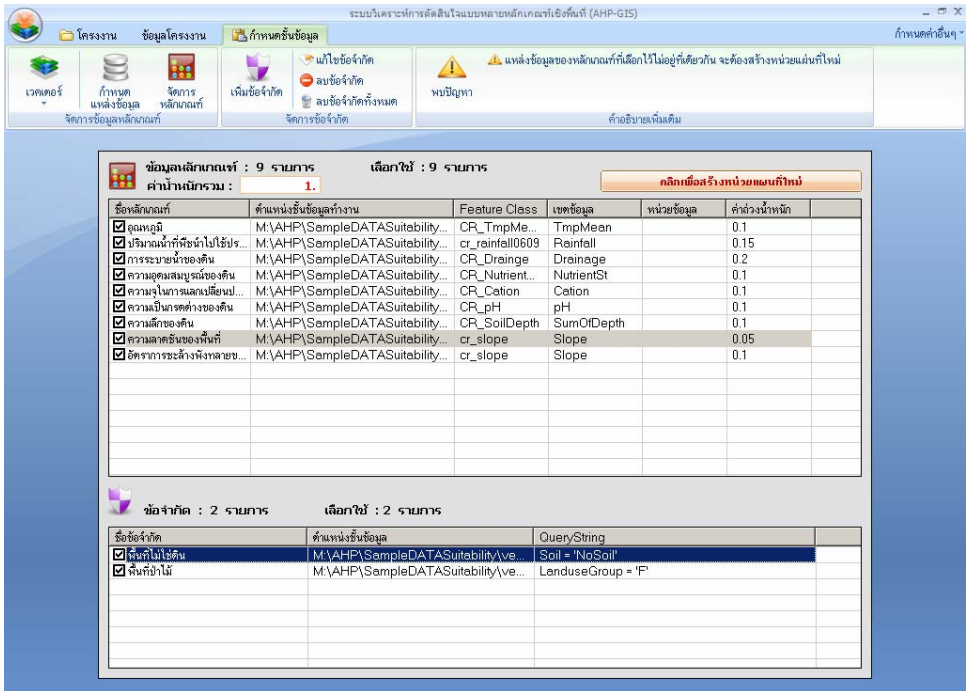 ระบบวิเคราะห์การตัดสินใจแบบหลายหลักเกณฑ์เชิงพื้นที่ (AHP-GIS)
โครงงาน ข้อมูลโครงงาน กำหนดชั้นข้อมูล กำหนดค่าอื่นๆ
เวคเตอร์ กำหนดแหล่งข้อมูล จัดการหลักเกณฑ์
จัดการข้อมูลหลักเกณฑ์
เพิ่มข้อจำกัด แก้ไขข้อจำกัด
ลบข้อจำกัด
ลบข้อจำกัดทั้งหมด
จัดการข้อจำกัด
พบปัญหา แหล่งข้อมูลของหลักเกณฑ์ที่เลือกไว้ไม่อยู่ที่เดียวกัน จะต้องสร้างหน่วยแผนที่ใหม่
คำอธิบายเพิ่มเติม
ข้อมูลหลักเกณฑ์ : 9 รายการ เลือกใช้ : 9 รายการ
ค่าน้ำหนักรวม : 1. คลิกเพื่อสร้างหน่วยแผนที่ใหม่
ชื่อหลักเกณฑ์ ตำแหน่งชั้นข้อมูลทำงาน Feature Class เขตข้อมูล หน่วยข้อมูล ค่าถ่วงน้ำหนัก
อุณหภูมิ M:\AHP\SampleDATASuitability... CR_TmpMe... TmpMean 0.1
ปริมาณน้ำที่พืชนำไปใช้ประ... M:\AHP\SampleDATASuitability... cr_rainfall0609 Rainfall 0.15
การระบายน้ำของดิน M:\AHP\SampleDATASuitability... CR_Drainge Drainage 0.2
ความอุดมสมบูรณ์ของดิน M:\AHP\SampleDATASuitability... CR_Nutrient... NutrientSt 0.1
ความจุในการแลกเปลี่ยนป... M:\AHP\SampleDATASuitability... CR_Cation Cation 0.1
ความเป็นกรดด่างของดิน M:\AHP\SampleDATASuitability... CR_pH pH 0.1
ความลึกของดิน M:\AHP\SampleDATASuitability... CR_SoilDepth SumOfDepth 0.1
ความลาดชันของพื้นที่ M:\AHP\SampleDATASuitability... cr_slope Slope 0.05
อัตราการชะล้างพังทลายข... M:\AHP\SampleDATASuitability... cr_slope Slope 0.1
ข้อจำกัด : 2 รายการ เลือกใช้ : 2 รายการ
ชื่อข้อจำกัด ตำแหน่งชั้นข้อมูล QueryString
พื้นที่ไม่ใช่ดิน M:\AHP\SampleDATASuitability\ve... Soil = 'NoSoil'
พื้นที่ป่าไม้ M:\AHP\SampleDATASuitability\ve... LanduseGroup = 'F'